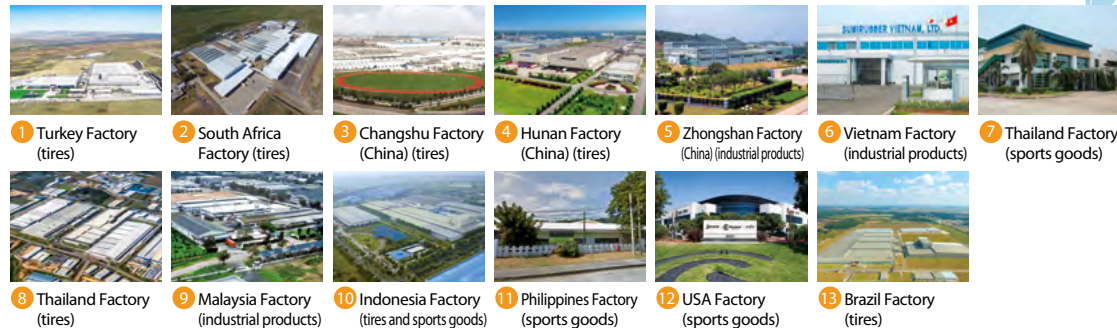 SUMIRUBBER VIETNAM, LTD.
1 Turkey Factory
(tires)
2 South Africa
Factory (tires)
3 Changshu Factory
(China) (tires)
4 Hunan Factory
(China) (tires)
5 Zhongshan Factory
(China) (industrial products)
6 Vietnam Factory
(industrial products)
7 Thailand Factory
(sports goods)
8 Thailand Factory
(tires)
9 Malaysia Factory
(industrial products)
10 Indonesia Factory
(tires and sports goods)
11 Philippines Factory
(sports goods)
12 USA Factory
(sports goods)
13 Brazil Factory
(tires)